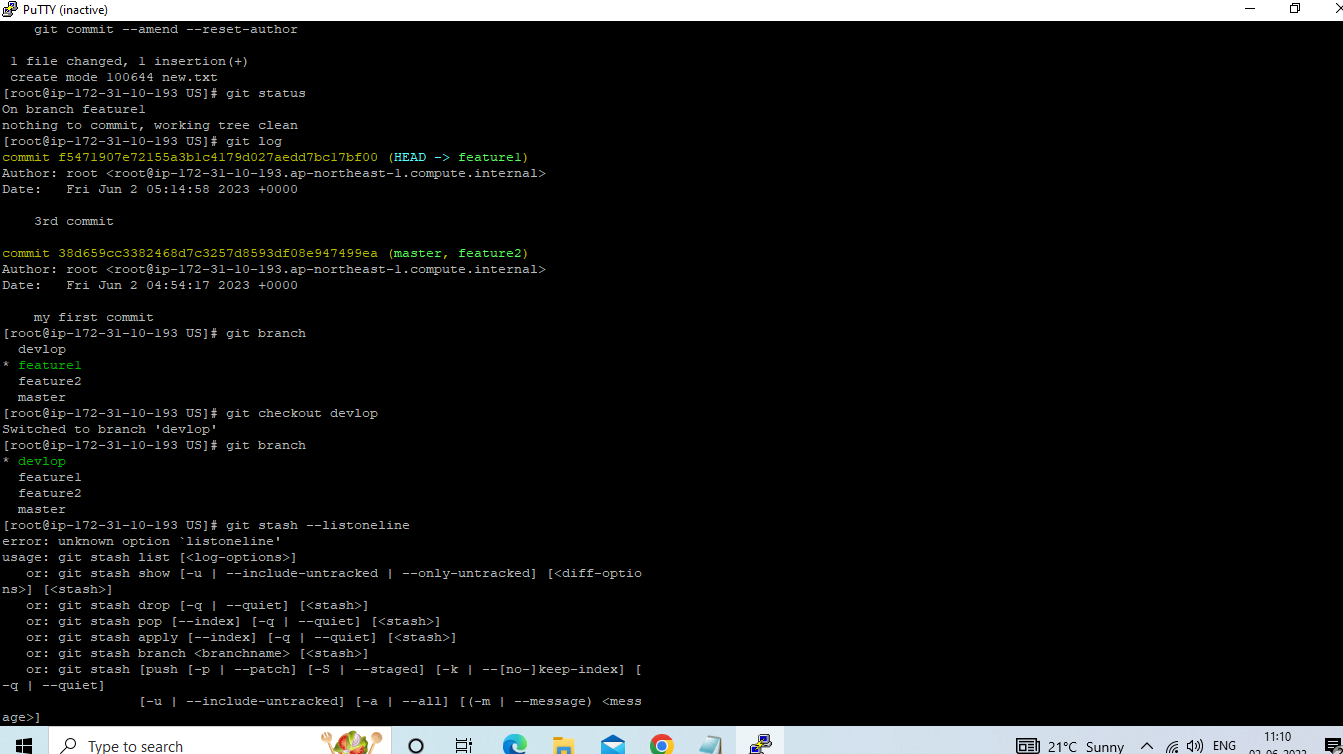 PuTTY (inactive)
git commit --amend --reset-author
1 file changed, 1 insertion(+)
create mode 100644 new.txt
[root@ip-172-31-10-193 US]# git status
On branch feature1
nothing to commit, working tree clean
[root@ip-172-31-10-193 US]# git log
commit f5471907e72155a3b1c4179d027aedd7bc17bf00 (HEAD -> feature1)
Author: root <root@ip-172-31-10-193.ap-northeast-1.compute.internal>
Date:   Fri Jun 2 05:14:58 2023 +0000
3rd commit
commit 38d659cc3382468d7c3257d8593df08e947499ea (master, feature2)
Author: root <root@ip-172-31-10-193.ap-northeast-1.compute.internal>
Date:   Fri Jun 2 04:54:17 2023 +0000
my first commit
[root@ip-172-31-10-193 US]# git branch
devlop
* feature1
feature2
master
[root@ip-172-31-10-193 US]# git checkout devlop
Switched to branch 'devlop'
[root@ip-172-31-10-193 US]# git branch
* devlop
feature1
feature2
master
[root@ip-172-31-10-193 US]# git stash --listoneline
error: unknown option `listoneline'
usage: git stash list [<log-options>]
or: git stash show [-u | --include-untracked | --only-untracked] [<diff-optio
ns>] [<stash>]
or: git stash drop [-q | --quiet] [<stash>]
or: git stash pop [--index] [-q | --quiet] [<stash>]
or: git stash apply [--index] [-q | --quiet] [<stash>]
or: git stash branch <branchname> [<stash>]
or: git stash [push [-p | --patch] [-S | --staged] [-k | --[no-]keep-index] [
-q | --quiet]
[-u | --include-untracked] [-a | --all] [(-m | --message) <mess
age>]
Type to search
21°C Sunny
ENG
11:10